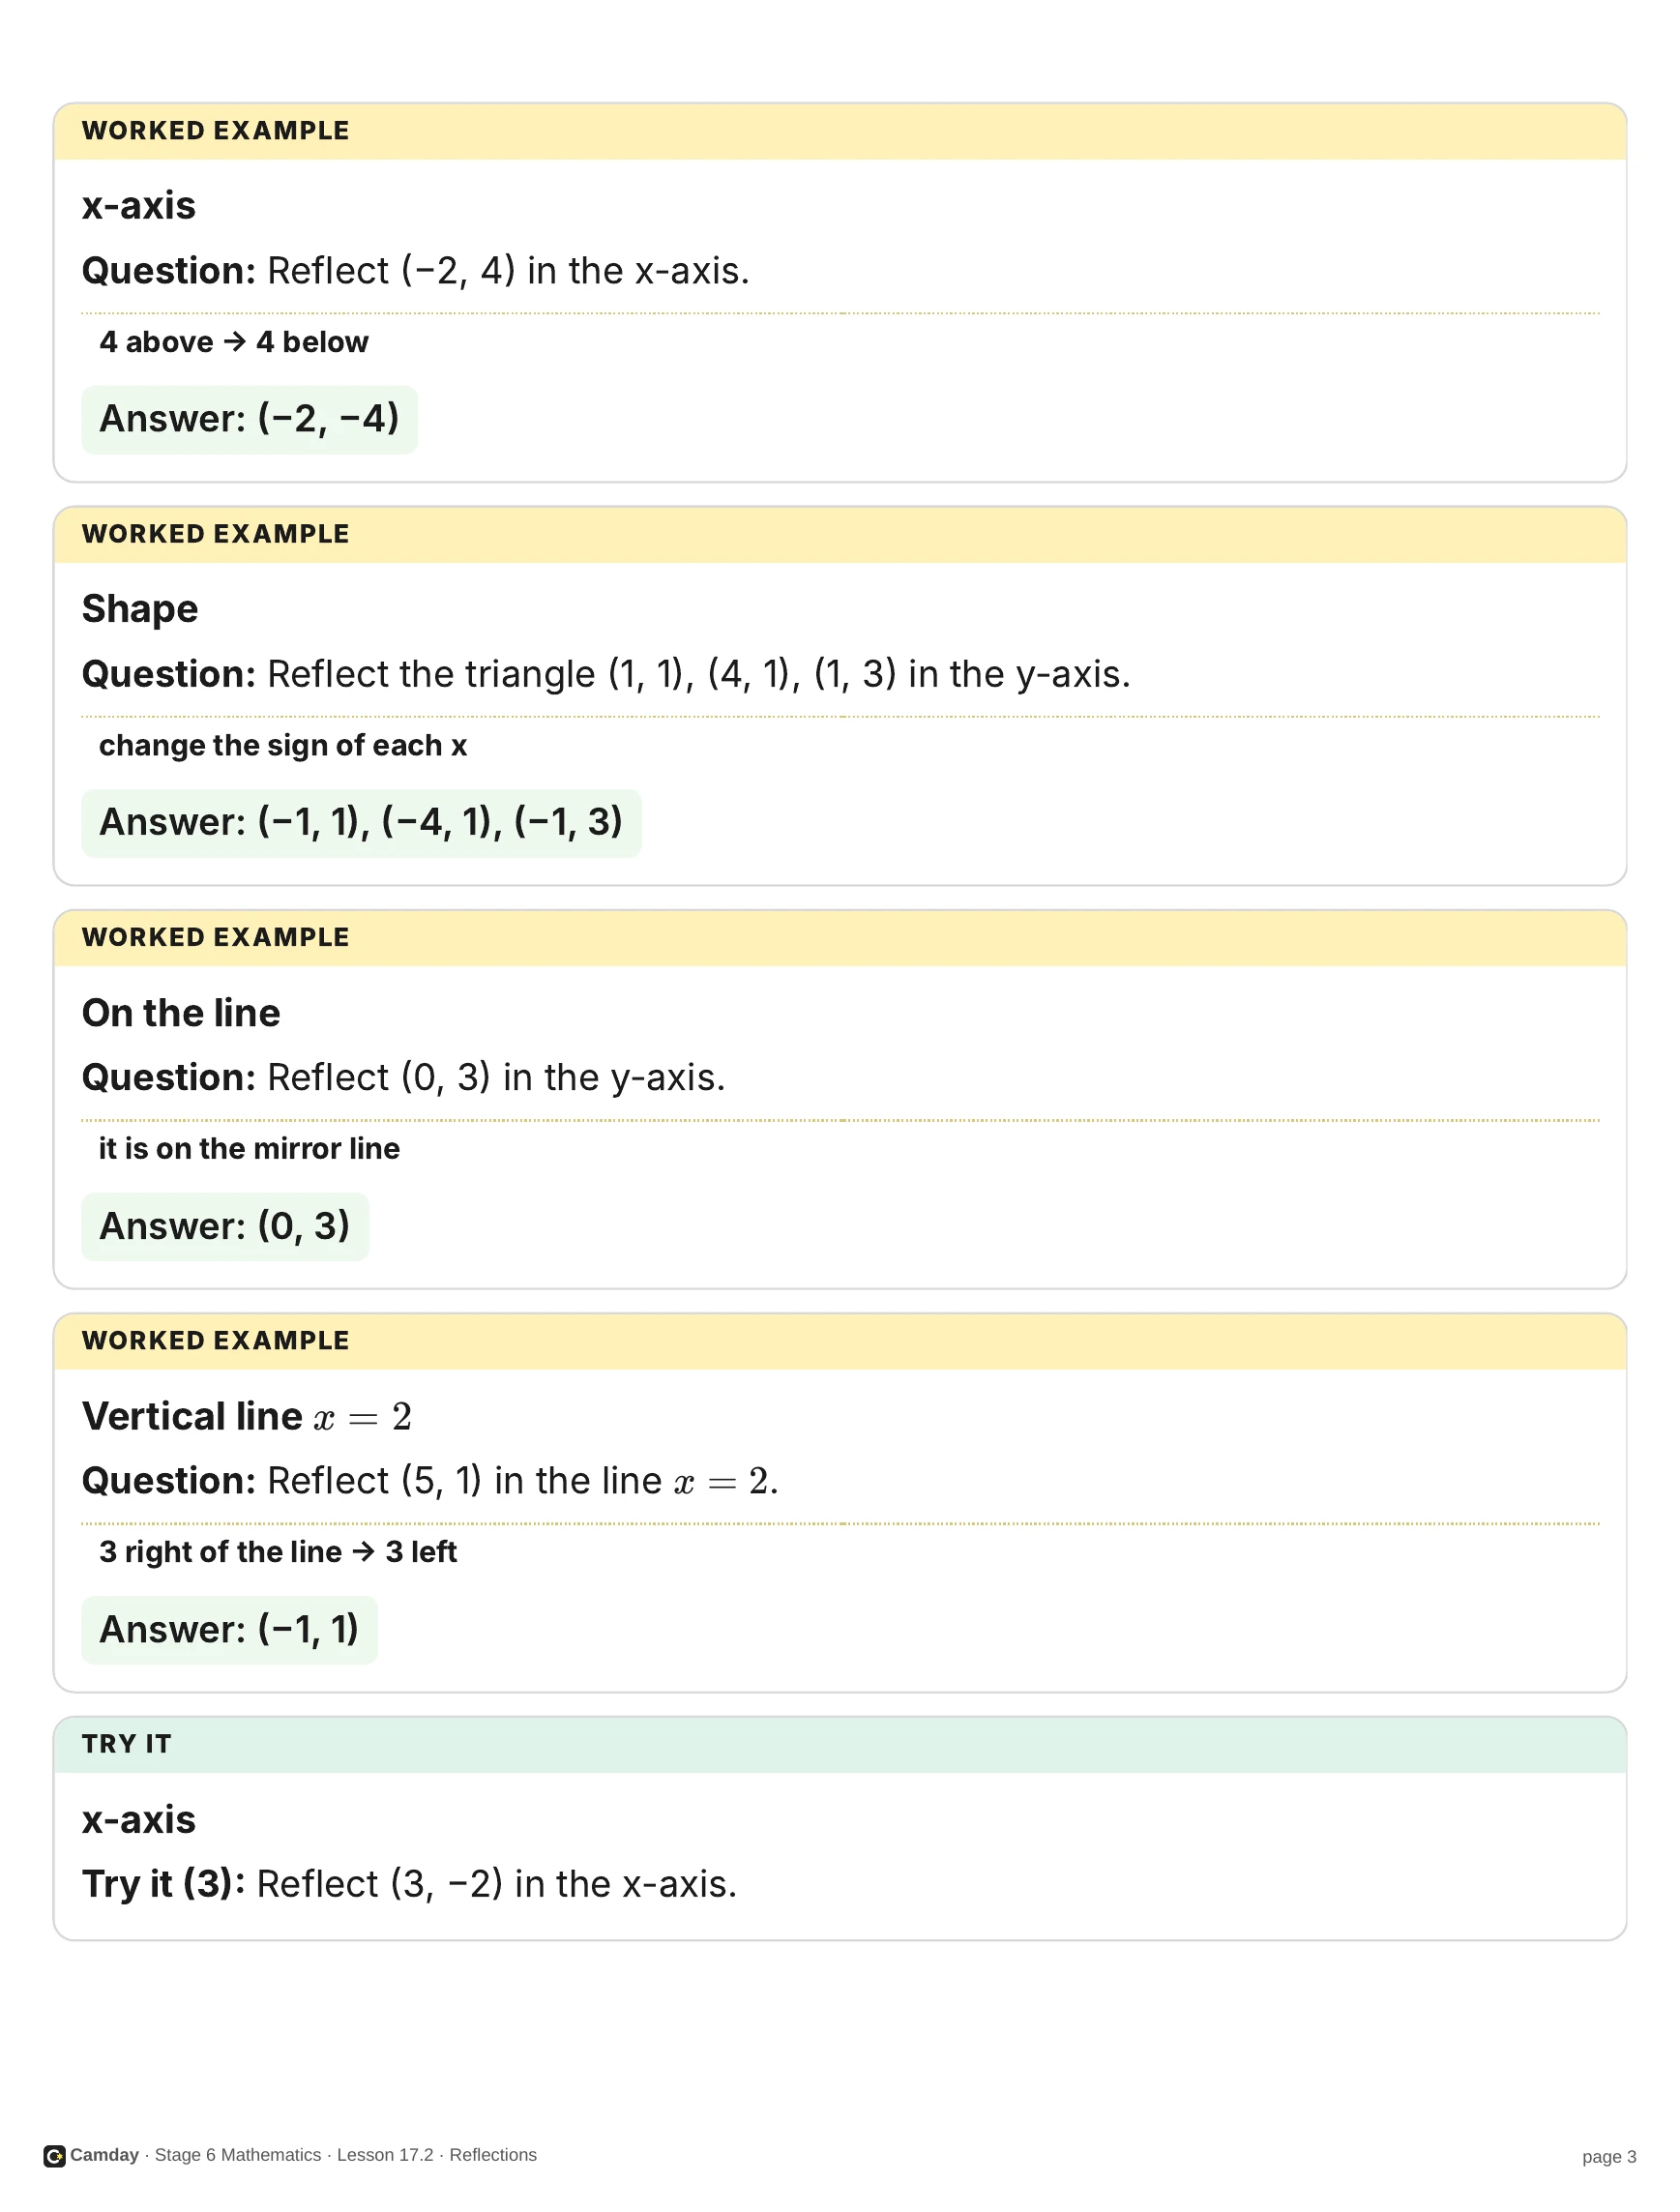 WORKED EXAMPLE
x-axis
Question: Reflect (−2, 4) in the x-axis.
4 above → 4 below
Answer: (−2, −4)
WORKED EXAMPLE
Shape
Question: Reflect the triangle (1, 1), (4, 1), (1, 3) in the y-axis.
change the sign of each x
Answer: (−1, 1), (−4, 1), (−1, 3)
WORKED EXAMPLE
On the line
Question: Reflect (0, 3) in the y-axis.
it is on the mirror line
Answer: (0, 3)
WORKED EXAMPLE
Vertical line x = 2
Question: Reflect (5, 1) in the line x = 2.
3 right of the line → 3 left
Answer: (−1, 1)
TRY IT
x-axis
Try it (3): Reflect (3, −2) in the x-axis.
Camday · Stage 6 Mathematics · Lesson 17.2 · Reflections page 3